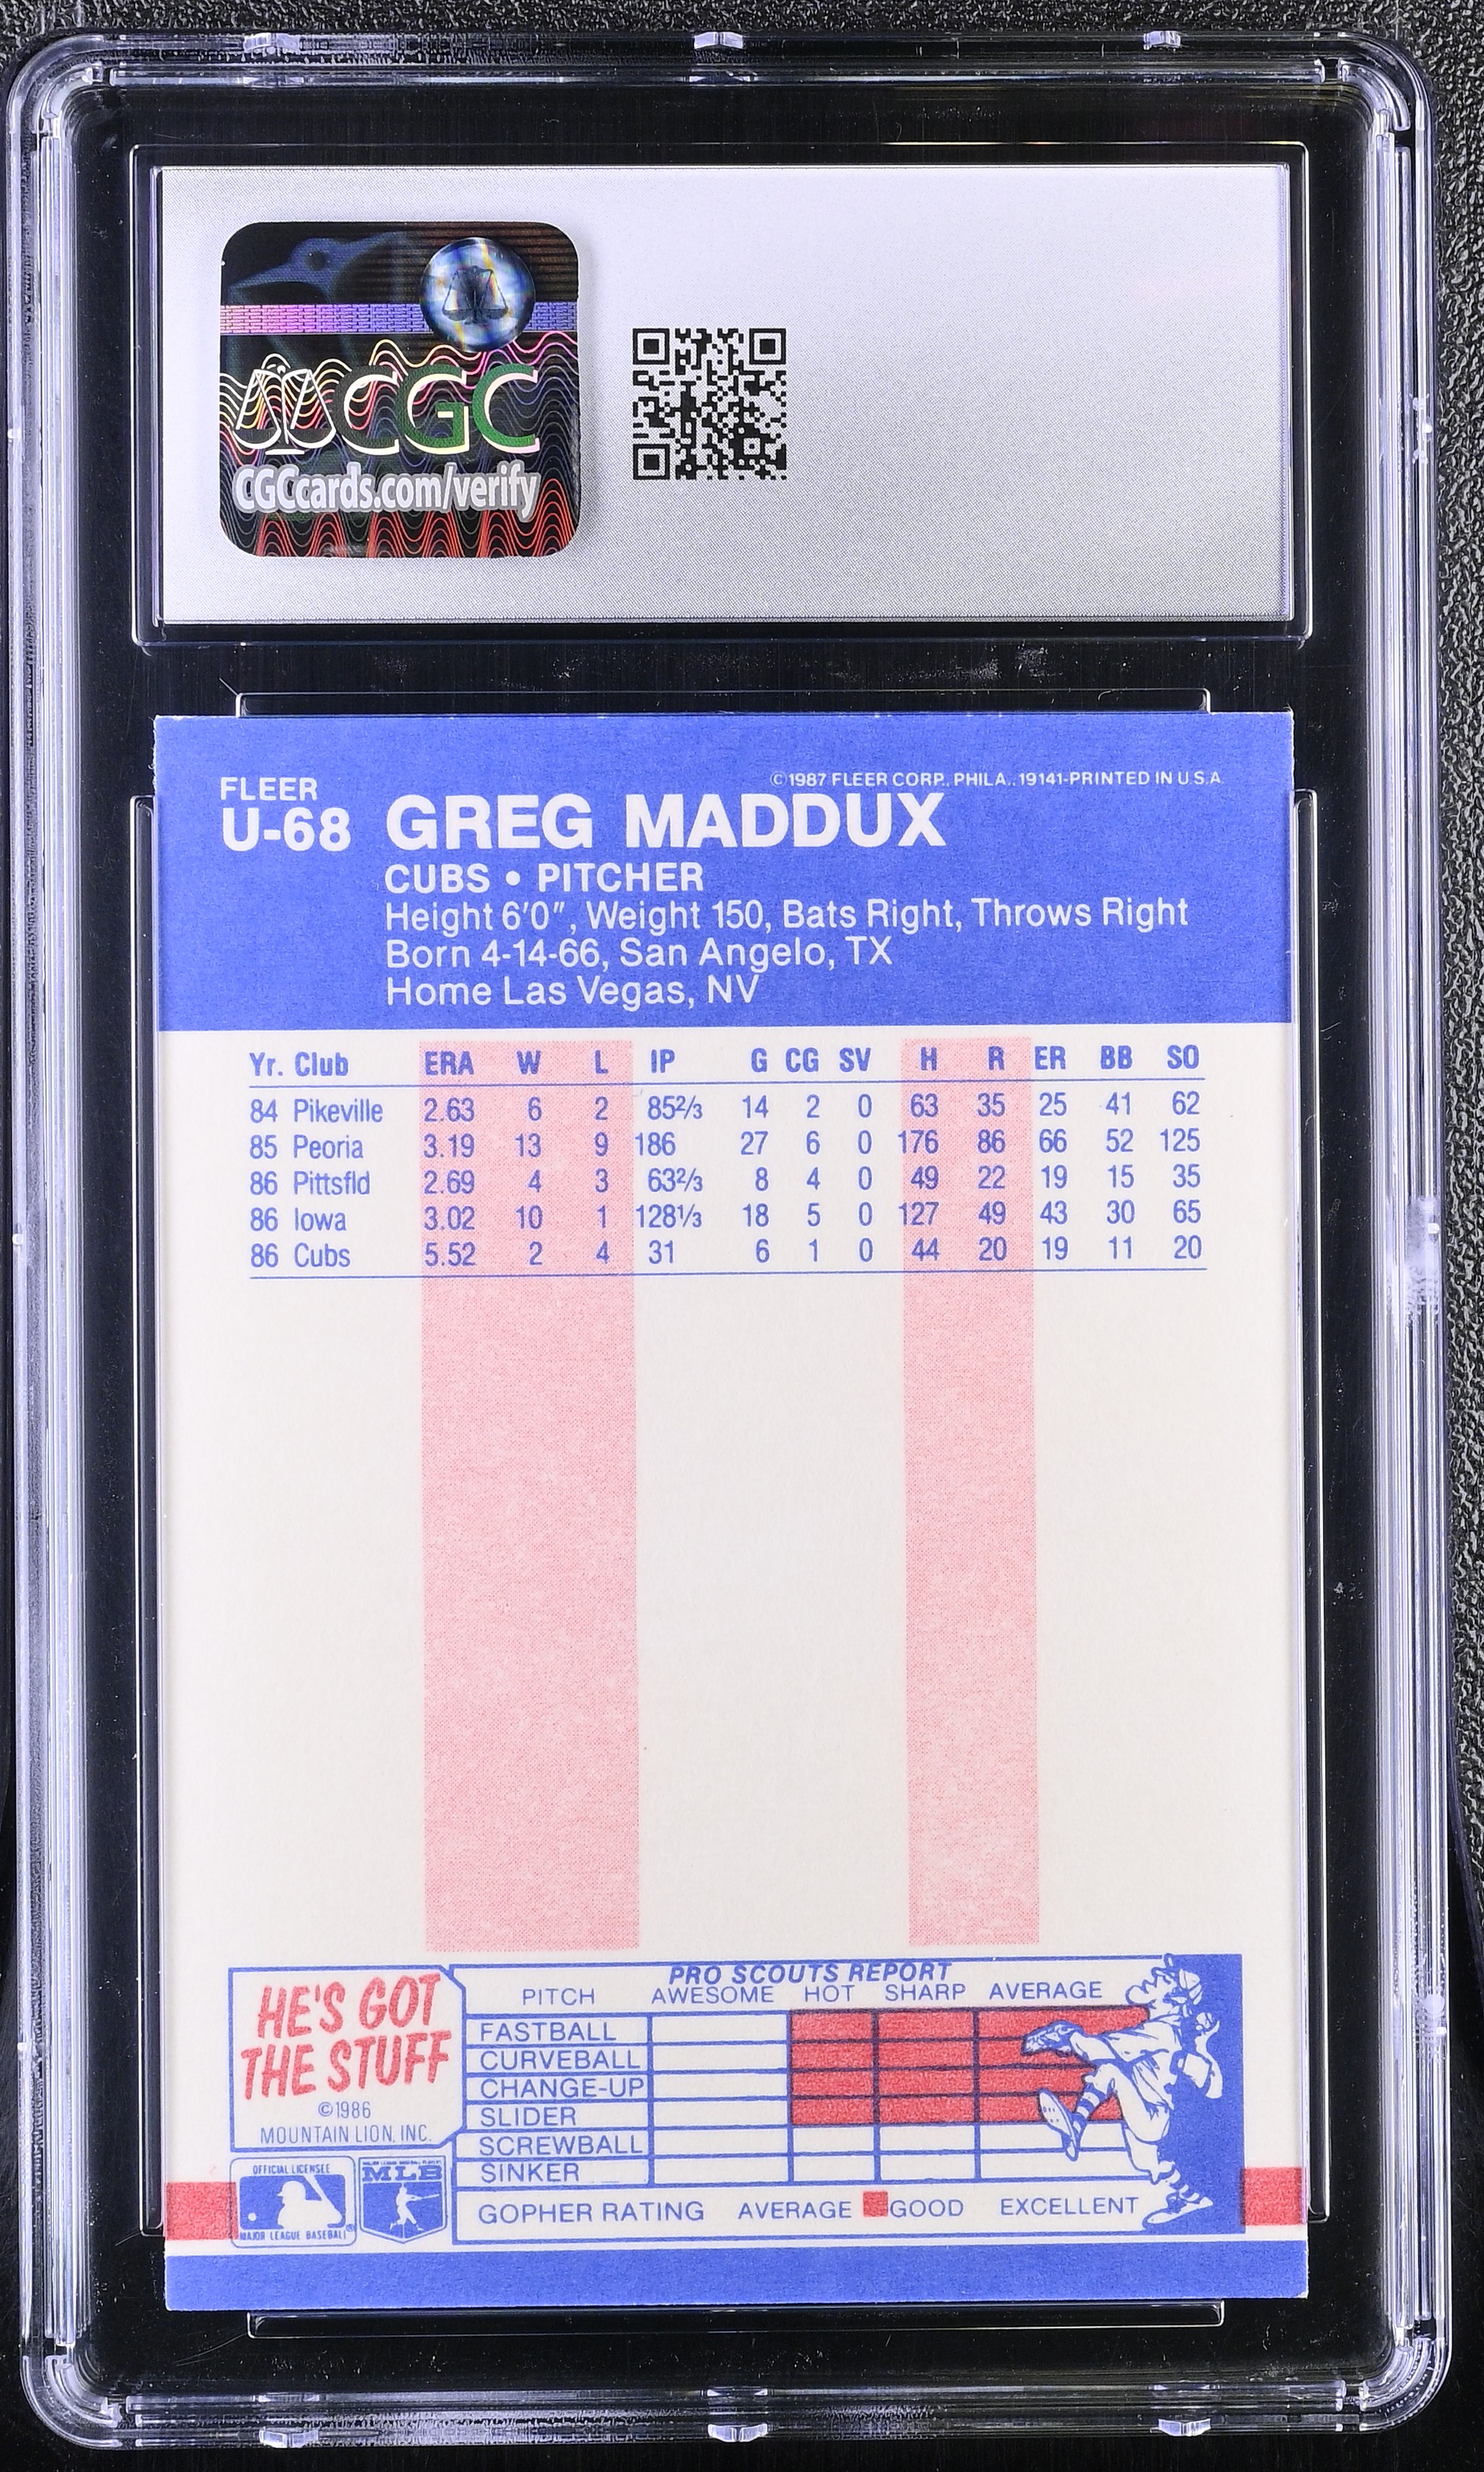 CGC
CGCcards.com/verify
FLEER
©1987 FLEER CORP., PHILA., 19141-PRINTED IN U.S.A.
U-68 GREG MADDUX
CUBS • PITCHER
Height 6'0", Weight 150, Bats Right, Throws Right
Born 4-14-66, San Angelo, TX
Home Las Vegas, NV
Yr. Club ERA W L IP G CG SV H R ER BB SO
84 Pikeville 2.63 6 2 85⅔ 14 2 0 63 35 25 41 62
85 Peoria 3.19 13 9 186 27 6 0 176 86 66 52 125
86 Pittsfld 2.69 4 3 63⅔ 8 4 0 49 22 19 15 35
86 Iowa 3.02 10 1 128⅓ 18 5 0 127 49 43 30 65
86 Cubs 5.52 2 4 31 6 1 0 44 20 19 11 20
HE'S GOT
THE STUFF
©1986
MOUNTAIN LION, INC.
PRO SCOUTS REPORT
PITCH AWESOME HOT SHARP AVERAGE
FASTBALL
CURVEBALL
CHANGE-UP
SLIDER
SCREWBALL
SINKER
GOPHER RATING AVERAGE GOOD EXCELLENT
OFFICIAL LICENSEE
MAJOR LEAGUE BASEBALL®
MLB